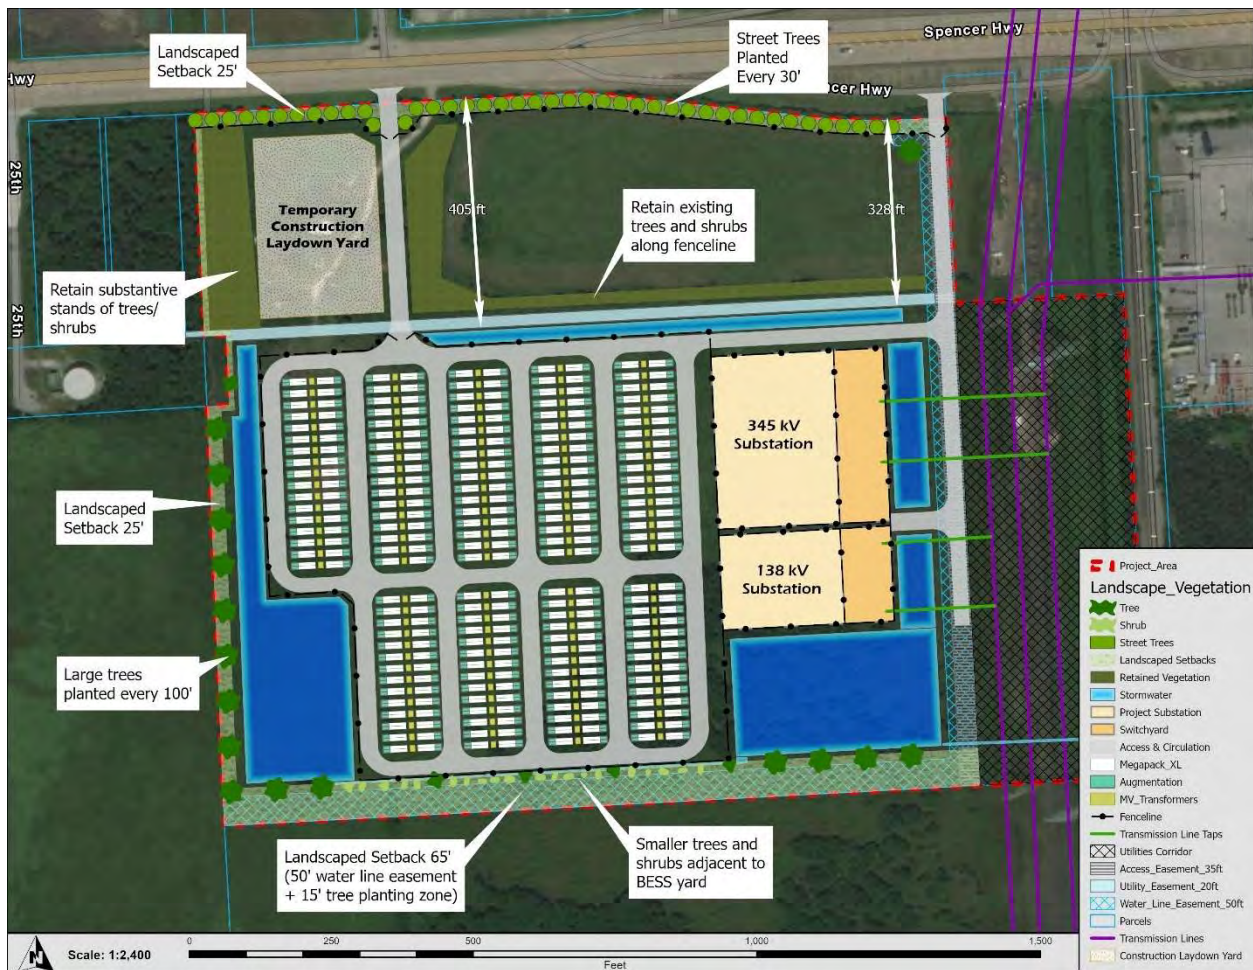 Spencer Hwy
Landscaped
Setback 25'
Street Trees
Planted
Every 30'
Hwy
ncer Hwy
25th
Temporary
Construction
Laydown Yard
405 ft
Retain existing
trees and shrubs
along fenceline
328 ft
Retain substantive
stands of trees/
shrubs
25th
345 kV
Substation
Landscaped
Setback 25'
138 kV
Substation
Large trees
planted every 100'
Landscaped Setback 65'
(50' water line easement
+ 15' tree planting zone)
Smaller trees and
shrubs adjacent to
BESS yard
Project_Area
Landscape_Vegetation
Tree
Shrub
Street Trees
Landscaped Setbacks
Retained Vegetation
Stormwater
Project Substation
Switchyard
Access & Circulation
Megapack_XL
Augmentation
MV_Transformers
Fenceline
Transmission Line Taps
Utilities Corridor
Access_Easement_35ft
Utility_Easement_20ft
Water_Line_Easement_50ft
Parcels
Transmission Lines
Construction Laydown Yard
N
Scale: 1:2,400
0 250 500 1,000 1,500
Feet